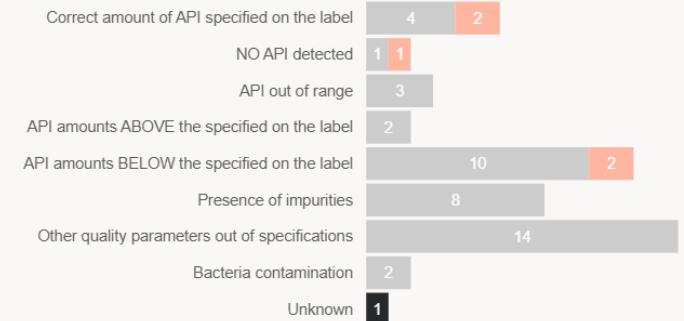 Correct amount of API specified on the label 4 2
NO API detected 1 1
API out of range 3
API amounts ABOVE the specified on the label 2
API amounts BELOW the specified on the label 10 2
Presence of impurities 8
Other quality parameters out of specifications 14
Bacteria contamination 2
Unknown 1